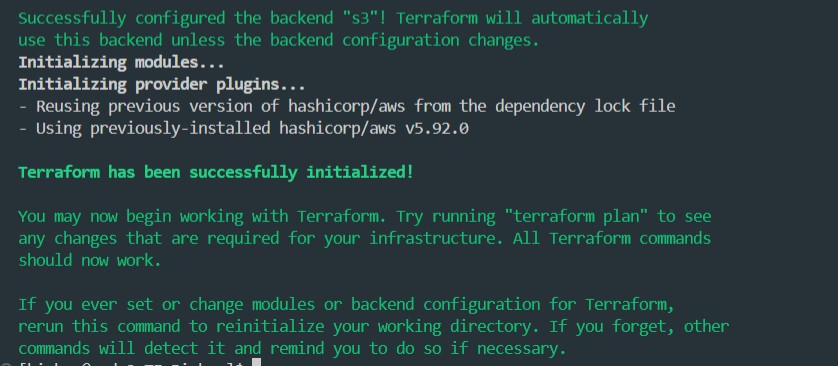 Successfully configured the backend "s3"! Terraform will automatically
use this backend unless the backend configuration changes.
Initializing modules...
Initializing provider plugins...
- Reusing previous version of hashicorp/aws from the dependency lock file
- Using previously-installed hashicorp/aws v5.92.0
Terraform has been successfully initialized!
You may now begin working with Terraform. Try running "terraform plan" to see
any changes that are required for your infrastructure. All Terraform commands
should now work.
If you ever set or change modules or backend configuration for Terraform,
rerun this command to reinitialize your working directory. If you forget, other
commands will detect it and remind you to do so if necessary.